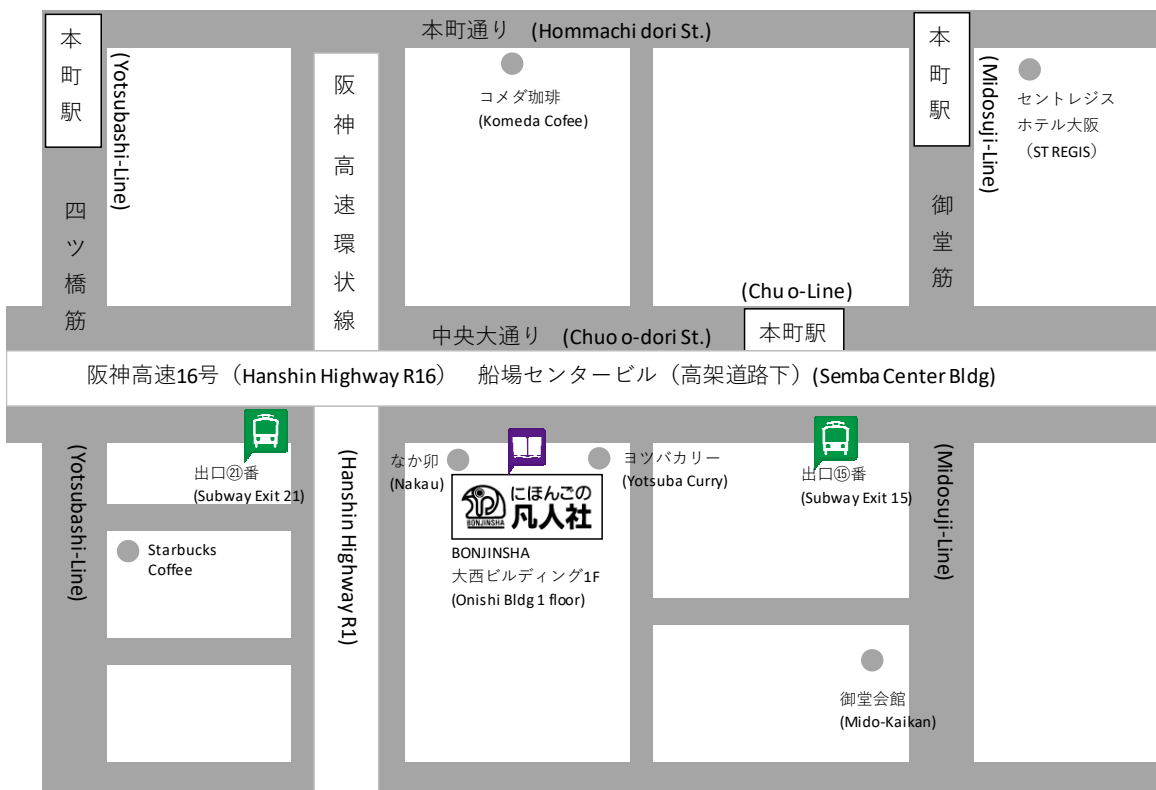 本町通り (Hommachi dori St.)
本町駅
(Yotsubashi-Line)
四ツ橋筋
阪神高速環状線
コメダ珈琲
(Komeda Cofee)
本町駅
(Midosuji-Line)
御堂筋
セントレジス
ホテル大阪
（ST REGIS）
(Chuo-Line)
本町駅
中央大通り (Chuo o-dori St.)
阪神高速16号（Hanshin Highway R16） 船場センタービル（高架道路下）(Semba Center Bldg)
(Yotsubashi-Line)
出口㉑番
(Subway Exit 21)
Starbucks
Coffee
(Hanshin Highway R1)
なか卯
(Nakau)
ヨツバカリー
(Yotsuba Curry)
BONJINSHA
にほんごの
凡人社
BONJINSHA
大西ビルディング1F
(Onishi Bldg 1 floor)
出口⑮番
(Subway Exit 15)
(Midosuji-Line)
御堂会館
(Mido-Kaikan)